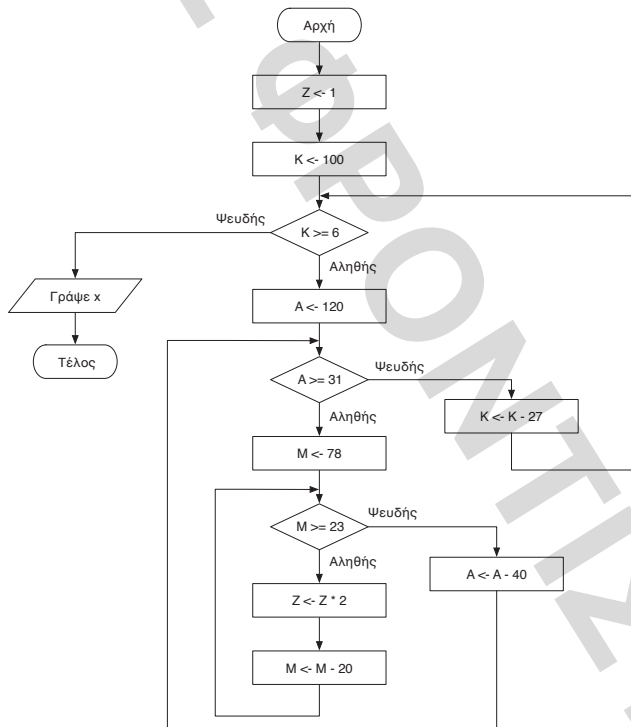 Αρχή
Z <- 1
K <- 100
Ψευδής
K >= 6
Αληθής
Γράψε x
A <- 120
Τέλος
Ψευδής
A >= 31
K <- K - 27
Αληθής
M <- 78
Ψευδής
M >= 23
Αληθής
A <- A - 40
Z <- Z * 2
M <- M - 20